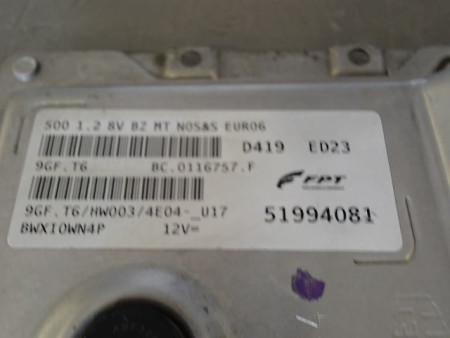 500 1.2 8V BZ MT NOS&S EURO6
D419 ED23
9GF.T6 BC.0116757.F
FPT
9GF.T6/HW003/4E04-_U17
51994081
BWXIOWN4P 12V=